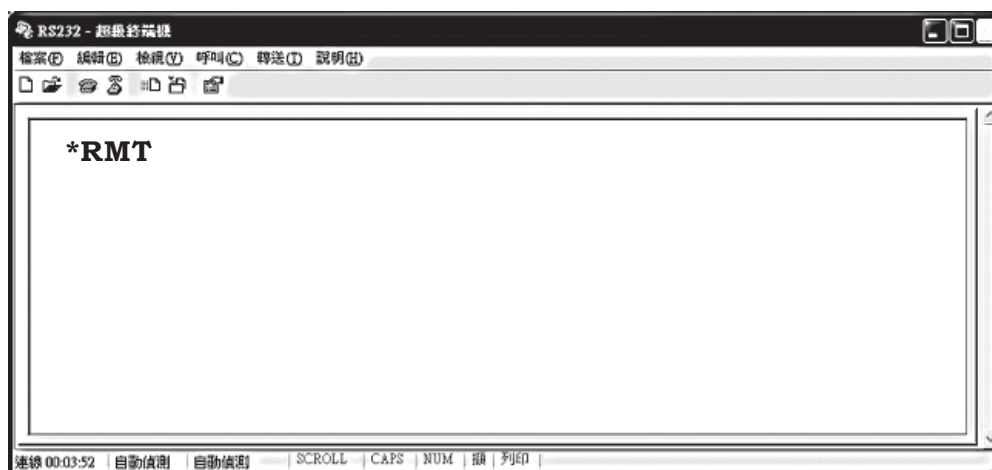 RS232 - 超級終端機
檔案(F) 編輯(E) 檢視(V) 呼叫(C) 轉送(T) 說明(H)
*RMT
連線 00:03:52 自動偵測 自動偵測 SCROLL CAPS NUM 擷 列印